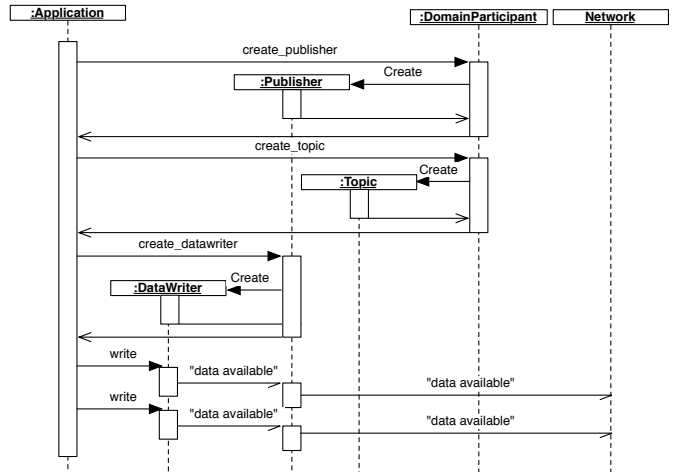 :Application
:DomainParticipant
Network
create_publisher
:Publisher
Create
create_topic
:Topic
Create
create_datawriter
:DataWriter
Create
write
"data available"
"data available"
write
"data available"
"data available"